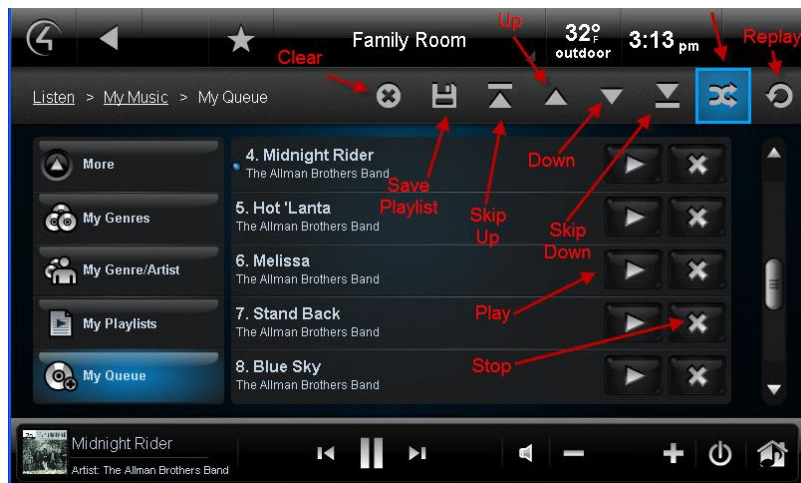 Family Room
32°F
outdoor
3:13 pm
Up
Clear
Replay
Listen > My Music > My Queue
More
My Genres
My Genre/Artist
My Playlists
My Queue
4. Midnight Rider
The Allman Brothers Band
5. Hot 'Lanta
The Allman Brothers Band
6. Melissa
The Allman Brothers Band
7. Stand Back
The Allman Brothers Band
8. Blue Sky
The Allman Brothers Band
Save
Playlist
Skip
Up
Down
Skip
Down
Play
Stop
Midnight Rider
Artist: The Allman Brothers Band